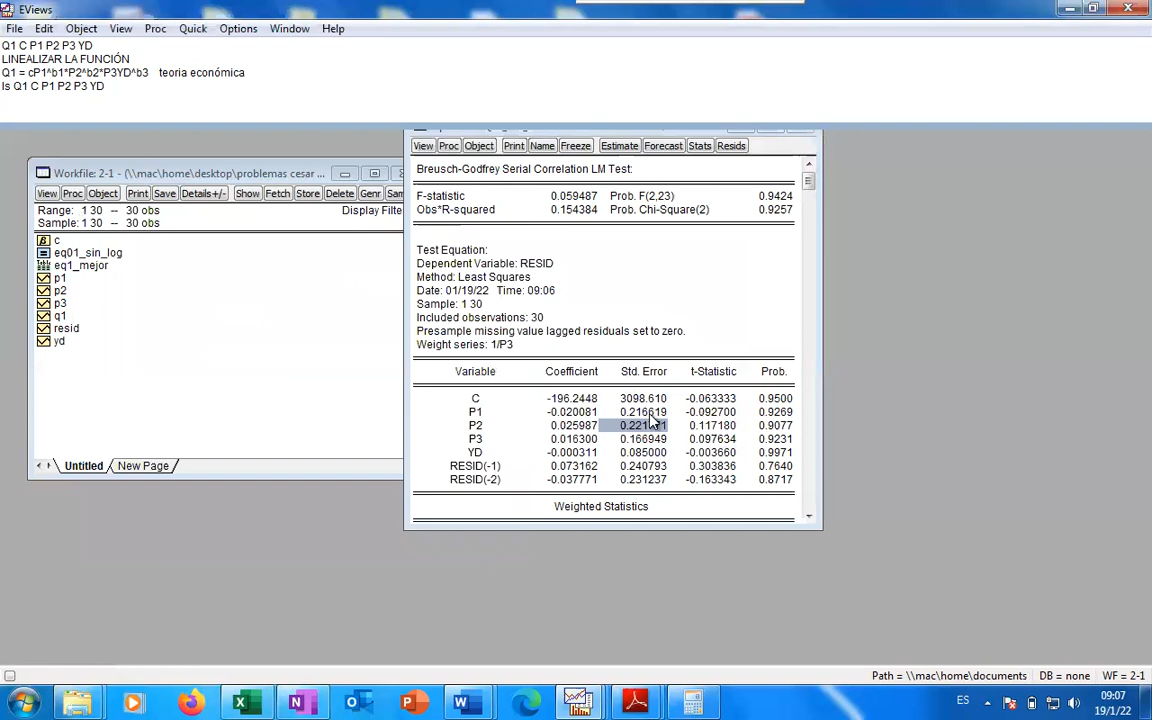 EViews
File Edit Object View Proc Quick Options Window Help
Q1 C P1 P2 P3 YD
LINEALIZAR LA FUNCIÓN
Q1 = cP1^b1*P2^b2*P3YD^b3 teoria económica
ls Q1 C P1 P2 P3 YD
Workfile: 2-1 - (\\mac\home\desktop\problemas cesar ...
View Proc Object Print Save Details+/- Show Fetch Store Delete Genr Sam
Range: 1 30 -- 30 obs Display Filte
Sample: 1 30 -- 30 obs
c
eq01_sin_log
eq1_mejor
p1
p2
p3
q1
resid
yd
Untitled New Page
View Proc Object Print Name Freeze Estimate Forecast Stats Resids
Breusch-Godfrey Serial Correlation LM Test:
F-statistic 0.059487 Prob. F(2,23) 0.9424
Obs*R-squared 0.154384 Prob. Chi-Square(2) 0.9257
Test Equation:
Dependent Variable: RESID
Method: Least Squares
Date: 01/19/22 Time: 09:06
Sample: 1 30
Included observations: 30
Presample missing value lagged residuals set to zero.
Weight series: 1/P3
Variable Coefficient Std. Error t-Statistic Prob.
C -196.2448 3098.610 -0.063333 0.9500
P1 -0.020081 0.216619 -0.092700 0.9269
P2 0.025987 0.117180 0.9077
P3 0.016300 0.166949 0.097634 0.9231
YD -0.000311 0.085000 -0.003660 0.9971
RESID(-1) 0.073162 0.240793 0.303836 0.7640
RESID(-2) -0.037771 0.231237 -0.163343 0.8717
Weighted Statistics
Path = \\mac\home\documents DB = none WF = 2-1
ES 09:07
19/1/22